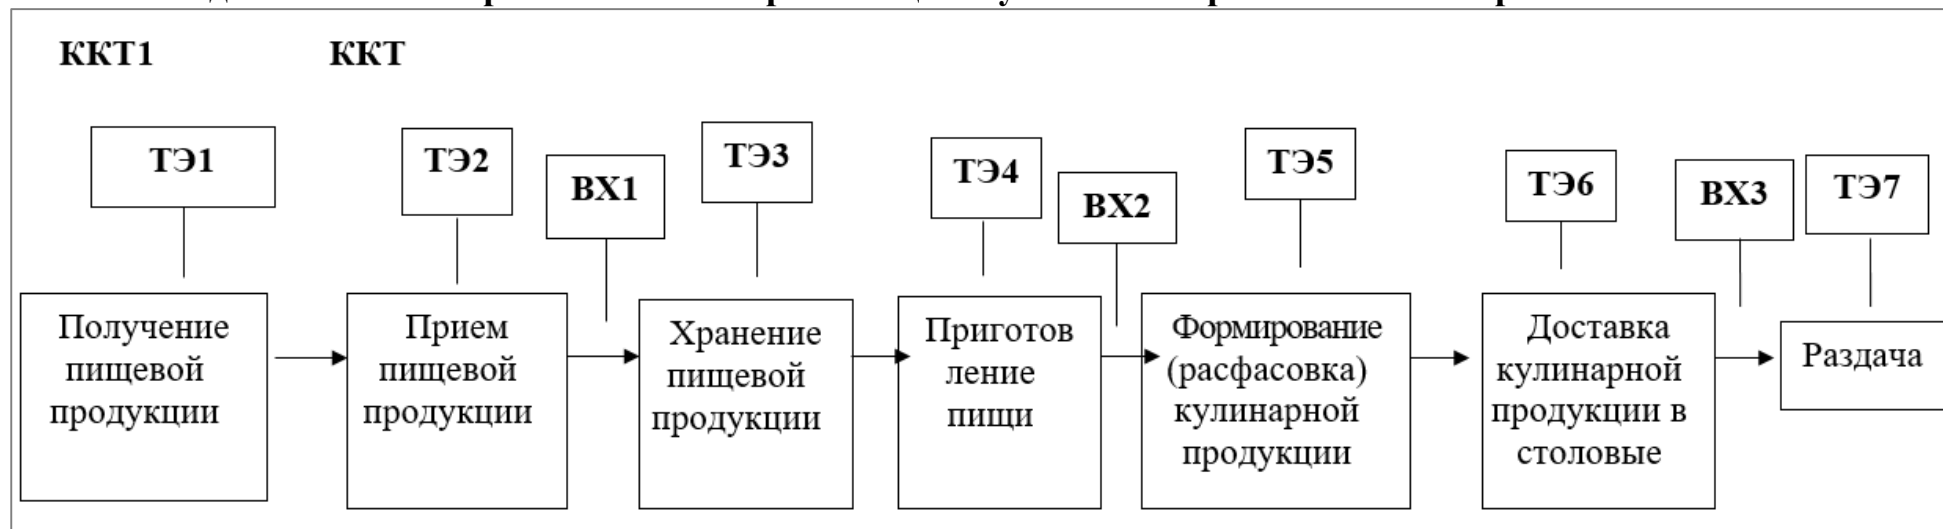 ККТ1 ККТ
ТЭ1
ТЭ2
ВХ1
ТЭ3
ТЭ4
ВХ2
ТЭ5
ТЭ6
ВХ3
ТЭ7
Получение
пищевой
продукции
Прием
пищевой
продукции
Хранение
пищевой
продукции
Приготов
ление
пищи
Формирование
(расфасовка)
кулинарной
продукции
Доставка
кулинарной
продукции в
столовые
Раздача